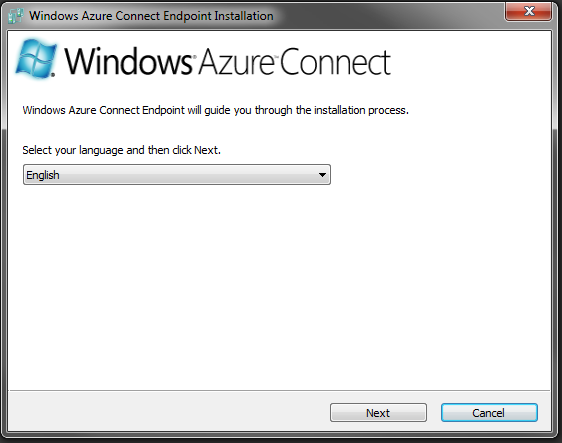 Windows Azure Connect Endpoint Installation
Windows® Azure™ Connect
Windows Azure Connect Endpoint will guide you through the installation process.
Select your language and then click Next.
English
Next
Cancel